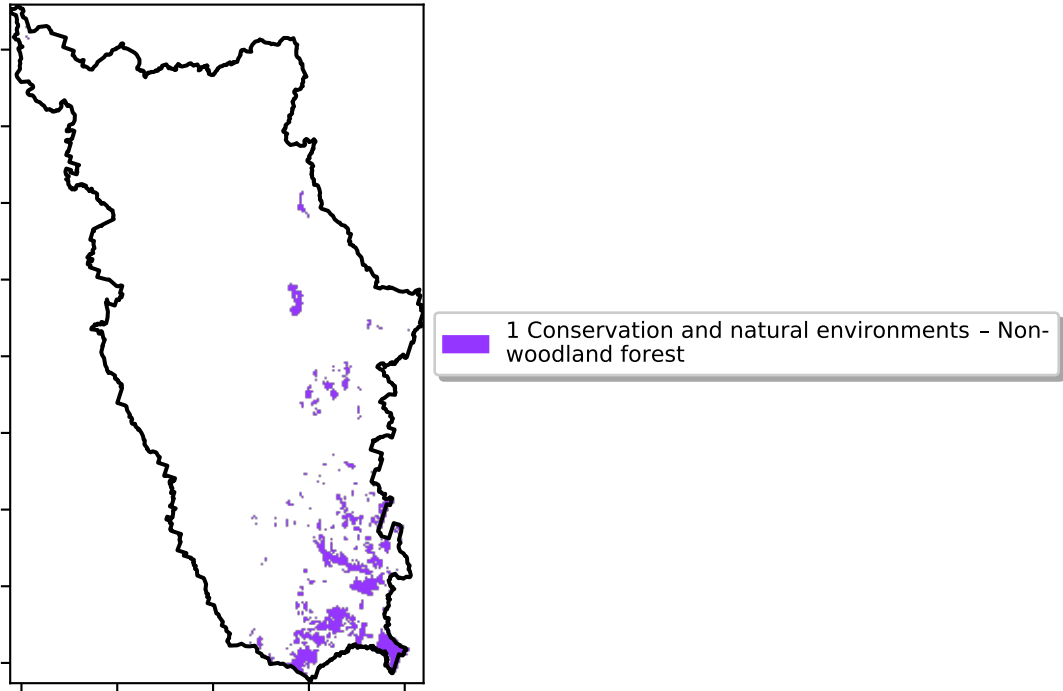 1 Conservation and natural environments – Non-
woodland forest